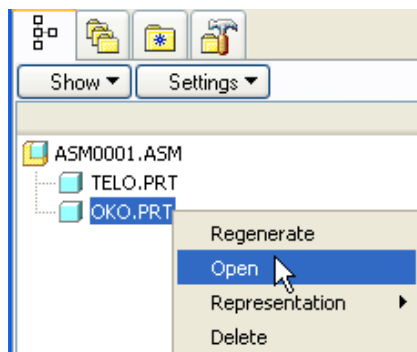 Show Settings
ASM0001.ASM
TELO.PRT
OKO.PRT
Regenerate
Open
Representation
Delete